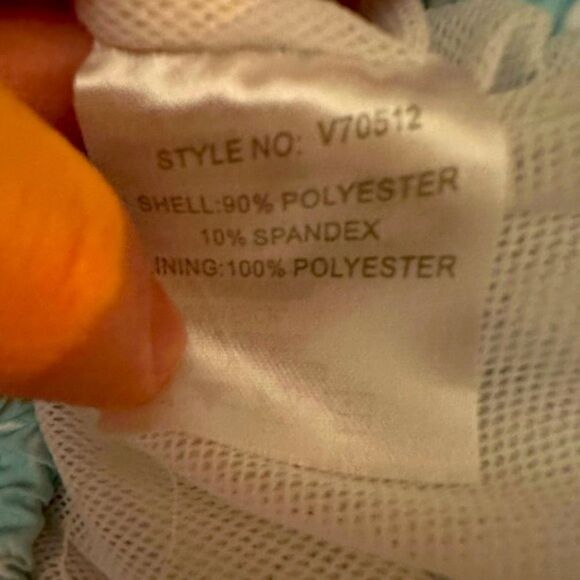 STYLE NO: V70512
SHELL:90% POLYESTER
10% SPANDEX
INING:100% POLYESTER